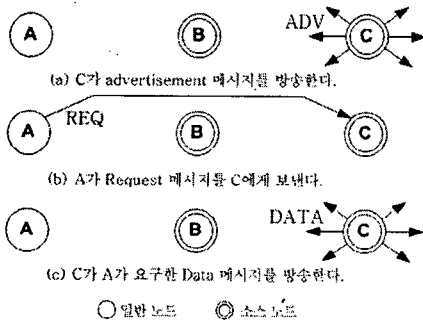 A B ADV C
(a) C가 advertisement 메시지를 방송한다.
A REQ B C
(b) A가 Request 메시지를 C에게 보낸다.
A B DATA C
(c) C가 A가 요구한 Data 메시지를 방송한다.
일반 노드 소스 노드